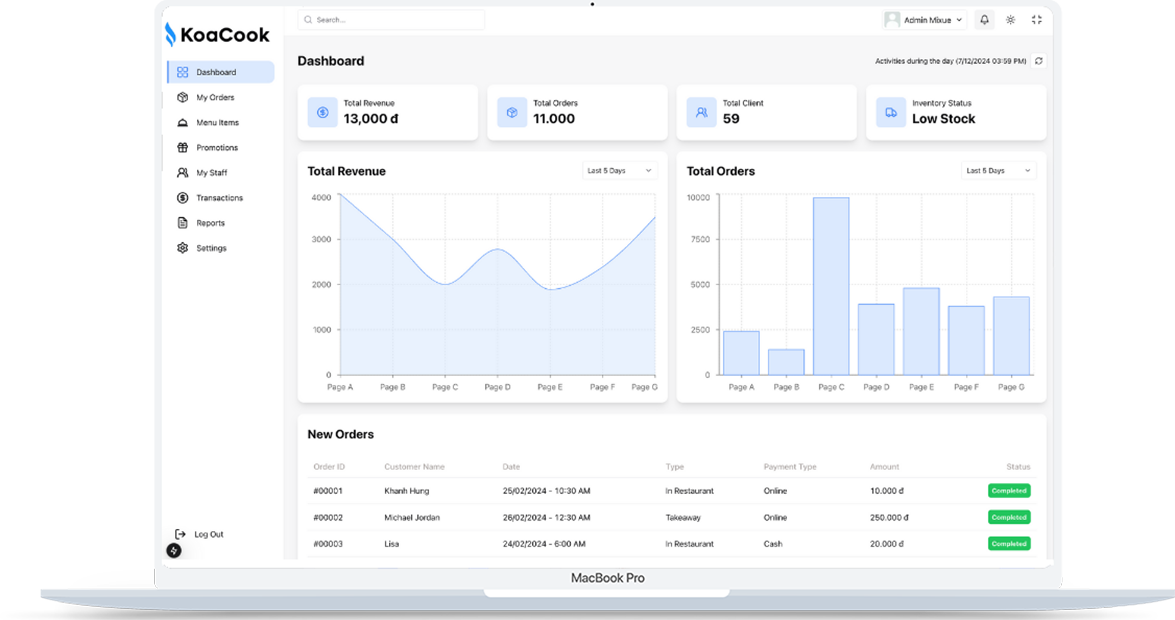 KoaCook
Search...
Admin Mixue
Dashboard
My Orders
Menu Items
Promotions
My Staff
Transactions
Reports
Settings
Log Out
Dashboard
Activities during the day (7/12/2024 03:59 PM)
Total Revenue
13,000 đ
Total Orders
11.000
Total Client
59
Inventory Status
Low Stock
Total Revenue
Last 5 Days
4000
3000
2000
1000
0
Page A Page B Page C Page D Page E Page F Page G
Total Orders
Last 5 Days
10000
7500
5000
2500
0
Page A Page B Page C Page D Page E Page F Page G
New Orders
Order ID Customer Name Date Type Payment Type Amount Status
#00001 Khanh Hung 25/02/2024 - 10:30 AM In Restaurant Online 10.000 đ Completed
#00002 Michael Jordan 26/02/2024 - 12:30 AM Takeaway Online 250.000 đ Completed
#00003 Lisa 24/02/2024 - 6:00 AM In Restaurant Cash 20.000 đ Completed
MacBook Pro